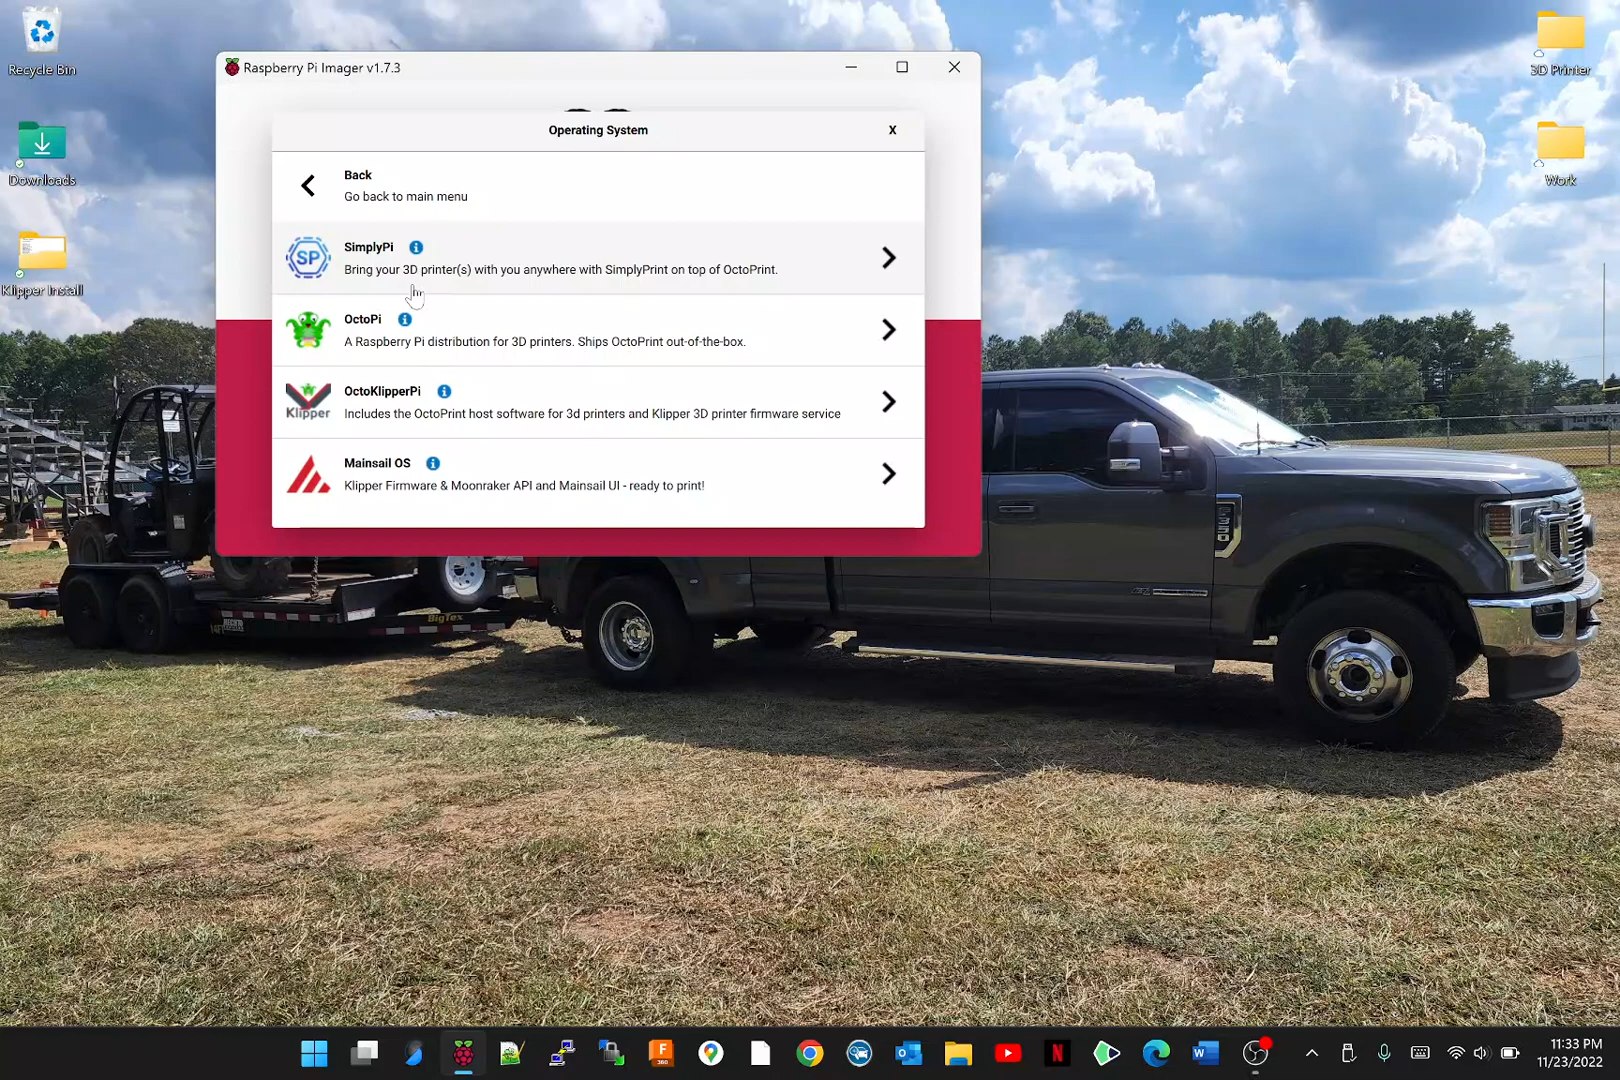 Recycle Bin
Downloads
Klipper Install
3D Printer
Work
Raspberry Pi Imager v1.7.3
Operating System
X
Back
Go back to main menu
SP
SimplyPi
Bring your 3D printer(s) with you anywhere with SimplyPrint on top of OctoPrint.
OctoPi
A Raspberry Pi distribution for 3D printers. Ships OctoPrint out-of-the-box.
Klipper
OctoKlipperPi
Includes the OctoPrint host software for 3d printers and Klipper 3D printer firmware service
Mainsail OS
Klipper Firmware & Moonraker API and Mainsail UI - ready to print!
BigTex
F350
F
360
N
W
11:33 PM
11/23/2022